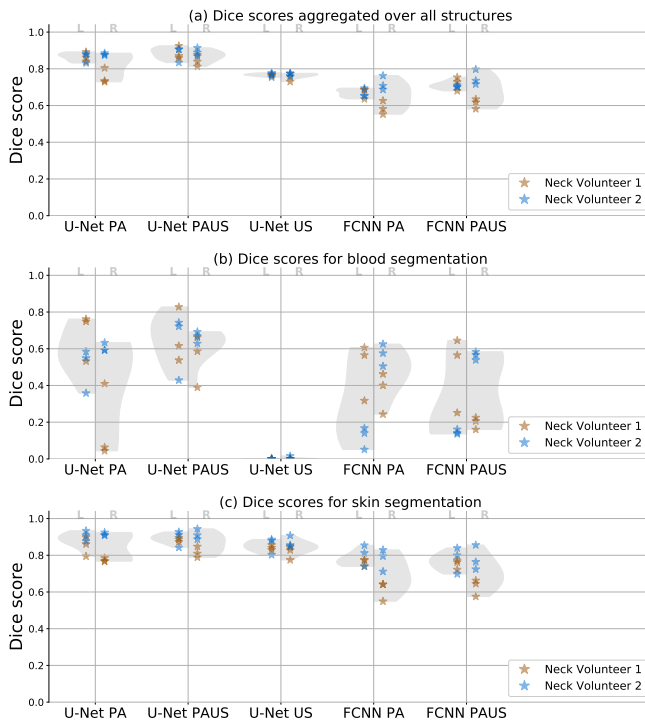 (a) Dice scores aggregated over all structures
L R L R L R L R L R
1.0
0.8
0.6
0.4
0.2
0.0
Dice score
U-Net PA U-Net PAUS U-Net US FCNN PA FCNN PAUS
Neck Volunteer 1
Neck Volunteer 2
(b) Dice scores for blood segmentation
L R L R L R L R L R
1.0
0.8
0.6
0.4
0.2
0.0
Dice score
U-Net PA U-Net PAUS U-Net US FCNN PA FCNN PAUS
Neck Volunteer 1
Neck Volunteer 2
(c) Dice scores for skin segmentation
L R L R L R L R L R
1.0
0.8
0.6
0.4
0.2
0.0
Dice score
U-Net PA U-Net PAUS U-Net US FCNN PA FCNN PAUS
Neck Volunteer 1
Neck Volunteer 2